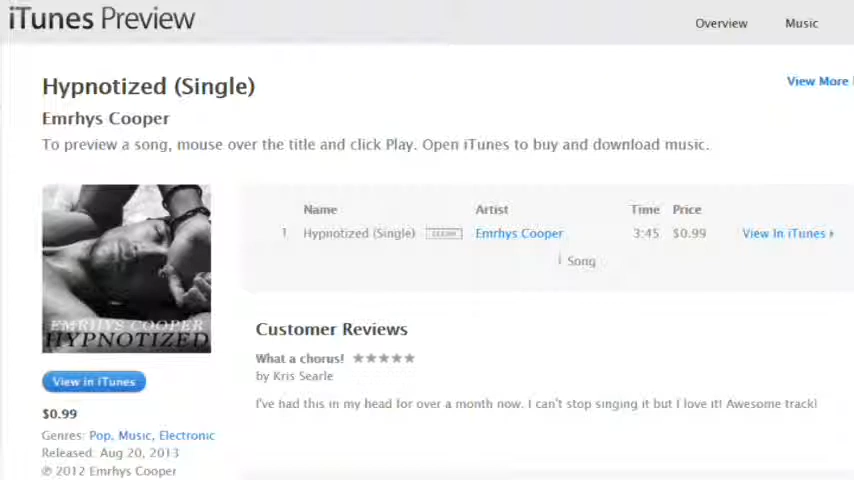 iTunes Preview
Overview
Music
Hypnotized (Single)
View More
Emrhys Cooper
To preview a song, mouse over the title and click Play. Open iTunes to buy and download music.
Name Artist Time Price
1 Hypnotized (Single) Emrhys Cooper 3:45 $0.99 View In iTunes
1 Song
EMRHYS COOPER
HYPNOTIZED
Customer Reviews
What a chorus! ★★★★★
by Kris Searle
I've had this in my head for over a month now. I can't stop singing it but I love it! Awesome track!
View in iTunes
$0.99
Genres: Pop, Music, Electronic
Released: Aug 20, 2013
℗ 2012 Emrhys Cooper